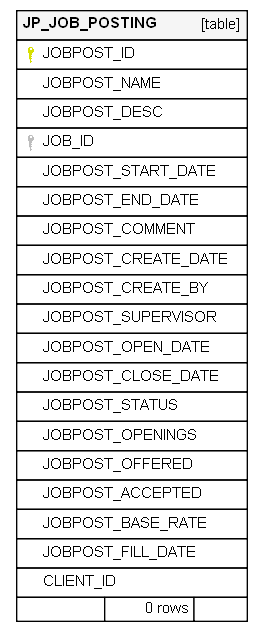 JP_JOB_POSTING [table]
JOBPOST_ID
JOBPOST_NAME
JOBPOST_DESC
JOB_ID
JOBPOST_START_DATE
JOBPOST_END_DATE
JOBPOST_COMMENT
JOBPOST_CREATE_DATE
JOBPOST_CREATE_BY
JOBPOST_SUPERVISOR
JOBPOST_OPEN_DATE
JOBPOST_CLOSE_DATE
JOBPOST_STATUS
JOBPOST_OPENINGS
JOBPOST_OFFERED
JOBPOST_ACCEPTED
JOBPOST_BASE_RATE
JOBPOST_FILL_DATE
CLIENT_ID
0 rows